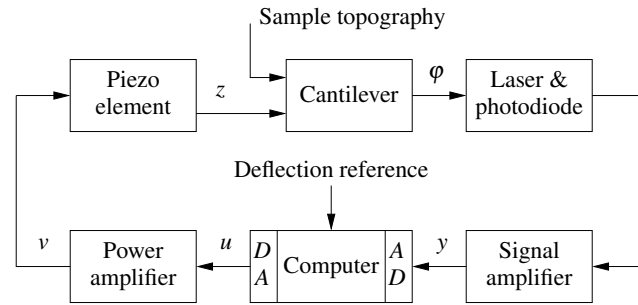 Sample topography
Piezo
element
z
Cantilever
φ
Laser &
photodiode
Deflection reference
v
Power
amplifier
u
D
A
Computer
A
D
y
Signal
amplifier